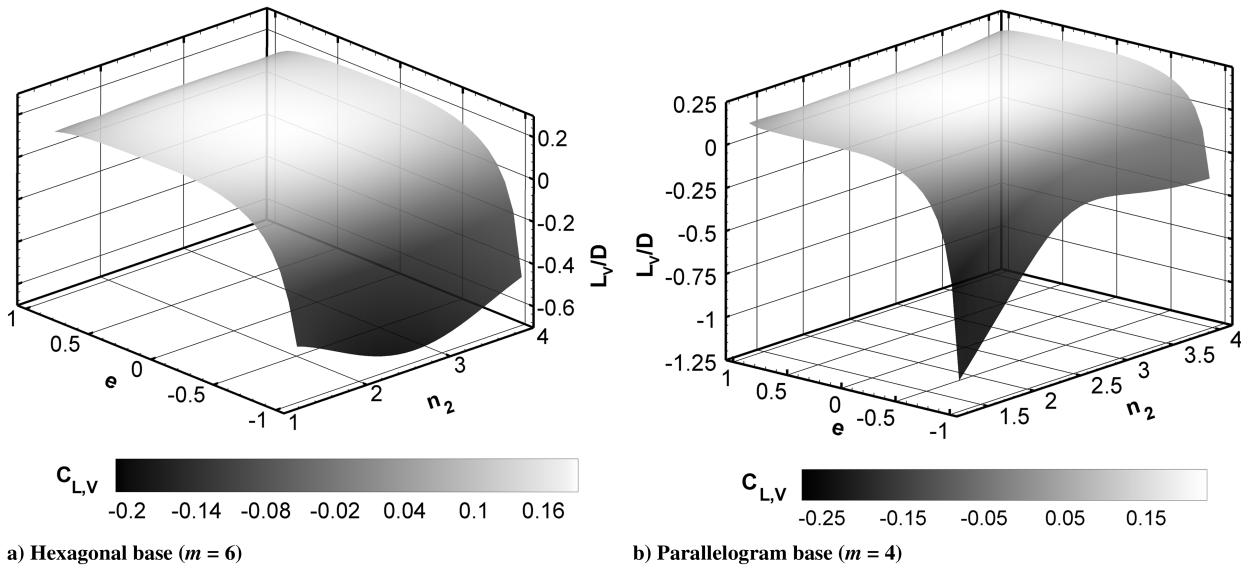 0.2
0
-0.2
-0.4
-0.6
L_V/D
1
0.5
0
-0.5
-1
e
1
2
3
4
n_2
C_{L,V}
-0.2 -0.14 -0.08 -0.02 0.04 0.1 0.16
a) Hexagonal base (m = 6)
0.25
0
-0.25
-0.5
-0.75
-1
-1.25
L_V/D
1
0.5
0
-0.5
-1
e
1.5
2
2.5
3
3.5
4
n_2
C_{L,V}
-0.25 -0.15 -0.05 0.05 0.15
b) Parallelogram base (m = 4)